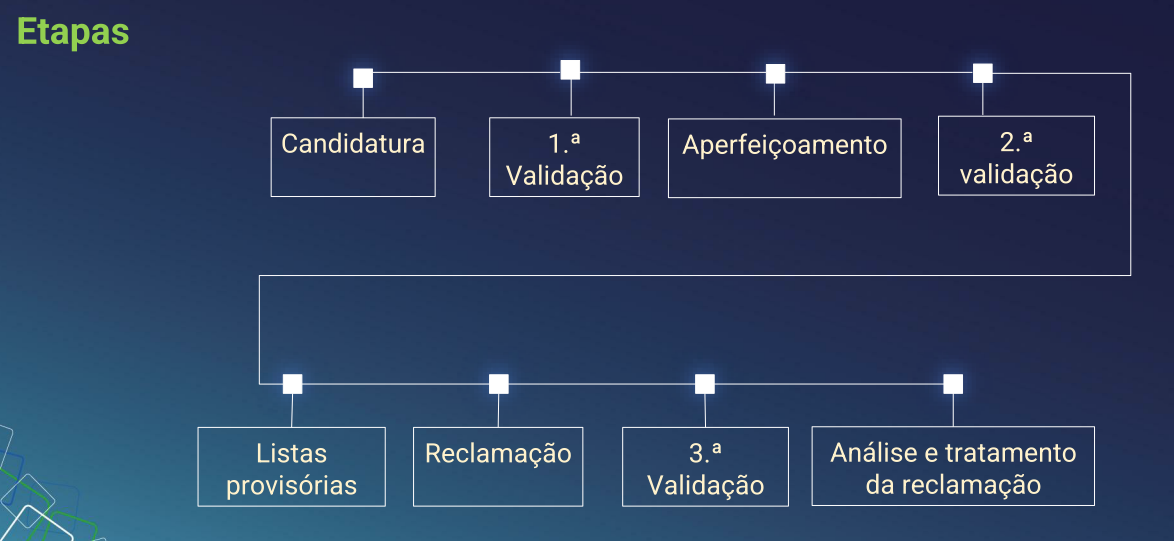 Etapas
Candidatura
1.ª
Validação
Aperfeiçoamento
2.ª
validação
Listas
provisórias
Reclamação
3.ª
Validação
Análise e tratamento
da reclamação